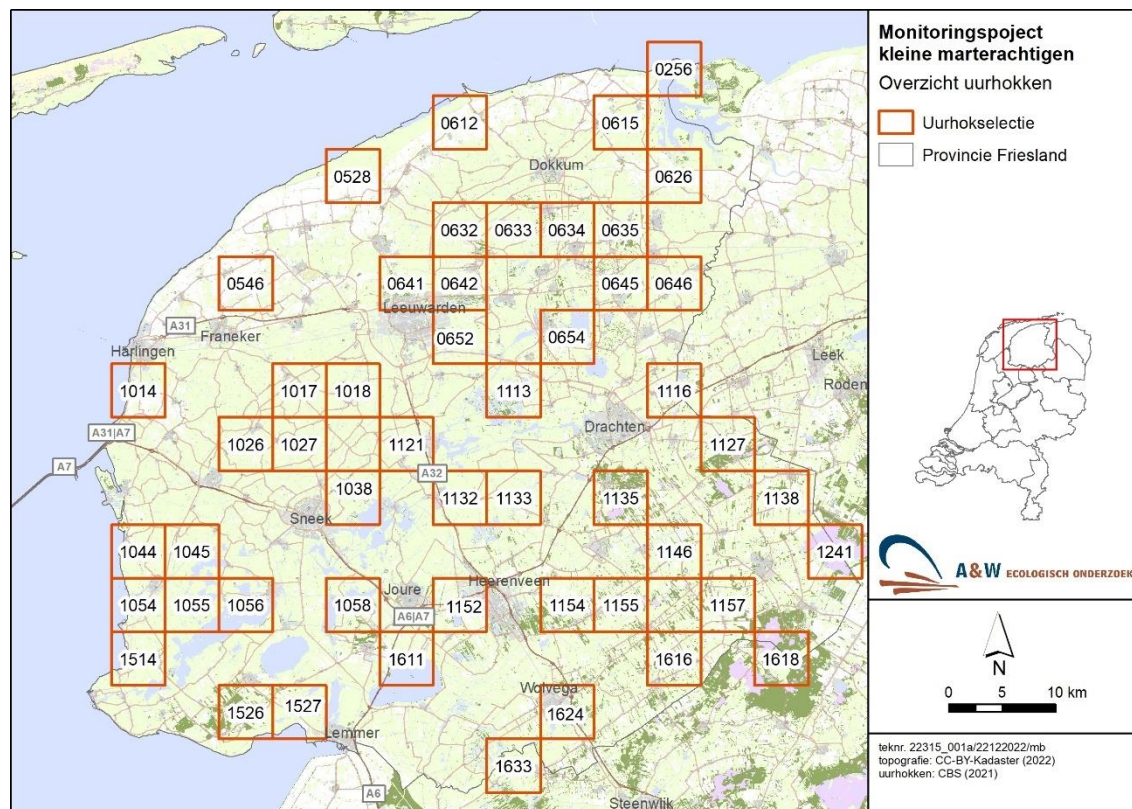 Monitoringspoject
kleine marterachtigen
Overzicht uurhokken
Uurhokselectie
Provincie Friesland
0256
0612
0615
Dokkum
0528
0626
0632
0633
0634
0635
0546
0641
0642
0645
0646
Leeuwarden
A31
Franeker
0652
0654
Harlingen
Leek
1014
1017
1018
1113
1116
Roden
A31|A7
Drachten
1026
1027
1121
1127
A7
A32
1038
1132
1133
1135
1138
Sneek
1044
1045
1146
1241
Heerenveen
Joure
1054
1055
1056
1058
1152
1154
1155
1157
A6|A7
1514
1611
1616
1618
Wolvega
1526
1527
1624
Lemmer
1633
A6
Steenwijk
A&W ECOLOGISCH ONDERZOEK
N
0 5 10 km
teknr. 22315_001a/22122022/mb
topografie: CC-BY-Kadaster (2022)
uurhokken: CBS (2021)